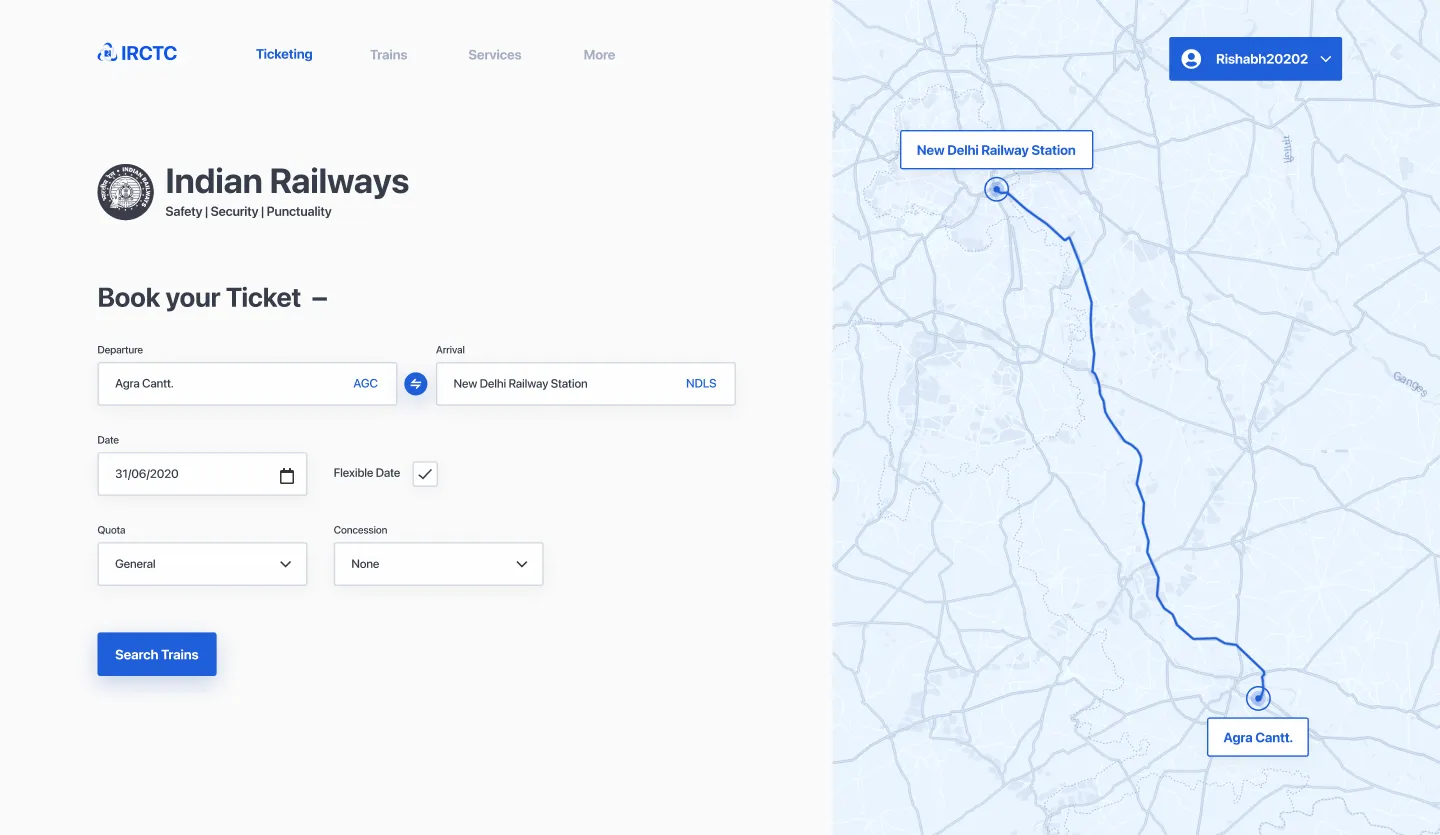 IRCTC
Ticketing
Trains
Services
More
Rishabh20202
INDIAN RAILWAYS
Indian Railways
Safety | Security | Punctuality
Book your Ticket –
Departure
Arrival
Agra Cantt.
AGC
New Delhi Railway Station
NDLS
Date
31/06/2020
Flexible Date
Quota
Concession
General
None
Search Trains
New Delhi Railway Station
Ganges
Agra Cantt.